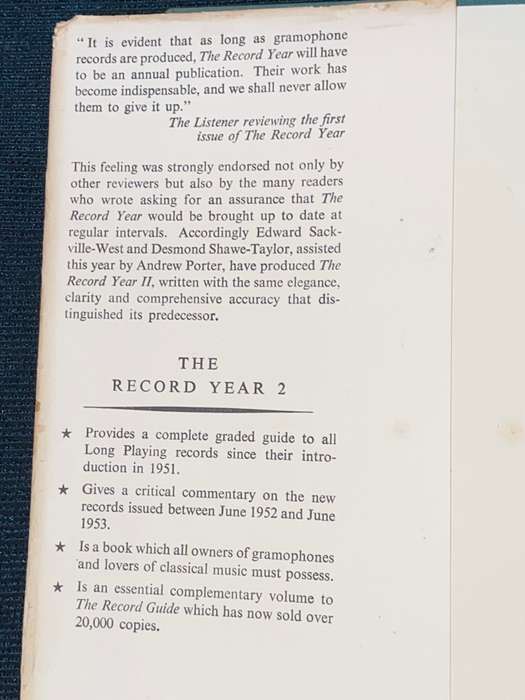 “It is evident that as long as gramophone
records are produced, The Record Year will have
to be an annual publication. Their work has
become indispensable, and we shall never allow
them to give it up.”
The Listener reviewing the first
issue of The Record Year
This feeling was strongly endorsed not only by
other reviewers but also by the many readers
who wrote asking for an assurance that The
Record Year would be brought up to date at
regular intervals. Accordingly Edward Sack-
ville-West and Desmond Shawe-Taylor, assisted
this year by Andrew Porter, have produced The
Record Year II, written with the same elegance,
clarity and comprehensive accuracy that dis-
tinguished its predecessor.
THE
RECORD YEAR 2
★ Provides a complete graded guide to all
Long Playing records since their intro-
duction in 1951.
★ Gives a critical commentary on the new
records issued between June 1952 and June
1953.
★ Is a book which all owners of gramophones
and lovers of classical music must possess.
★ Is an essential complementary volume to
The Record Guide which has now sold over
20,000 copies.